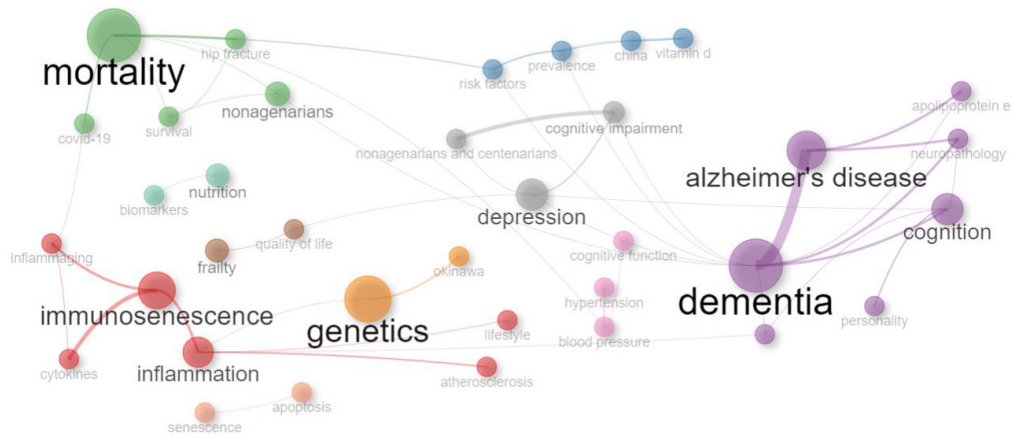 hip fracture
mortality
risk factors
prevalence
china
vitamin d
covid-19
survival
nonagenarians
cognitive impairment
nonagenarians and centenarians
apolipoprotein e
neuropathology
alzheimer's disease
nutrition
biomarkers
depression
cognition
quality of life
frailty
inflammaging
okinawa
cognitive function
immunosenescence
genetics
hypertension
dementia
personality
lifestyle
blood pressure
cytokines
inflammation
atherosclerosis
apoptosis
senescence